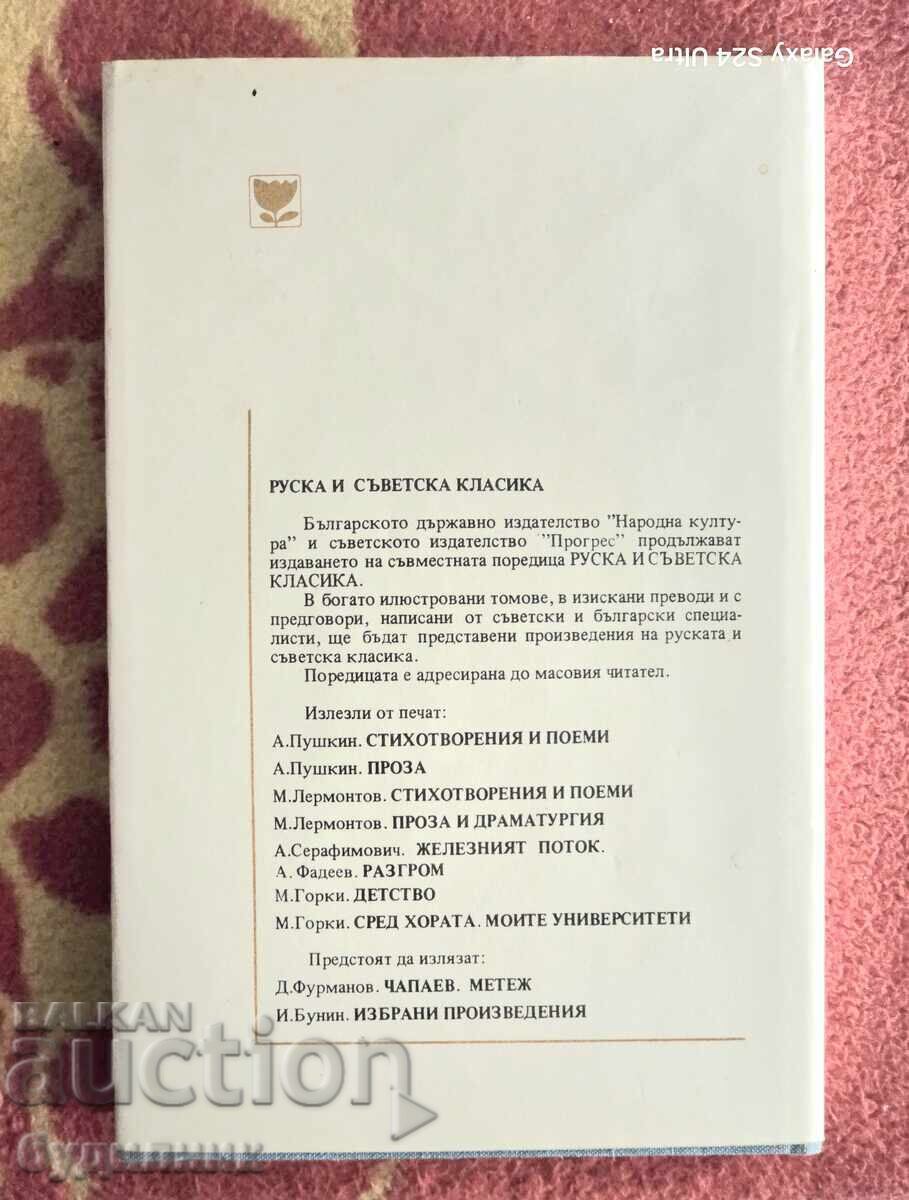 Galaxy S24 Ultra
РУСКА И СЪВЕТСКА КЛАСИКА
Българското държавно издателство "Народна култу-
ра" и съветското издателство "Прогрес" продължават
издаването на съвместната поредица РУСКА И СЪВЕТСКА
КЛАСИКА.
В богато илюстровани томове, в изискани преводи и с
предговори, написани от съветски и български специа-
листи, ще бъдат представени произведения на руската и
съветска класика.
Поредицата е адресирана до масовия читател.
Излезли от печат:
А.Пушкин. СТИХОТВОРЕНИЯ И ПОЕМИ
А.Пушкин. ПРОЗА
М.Лермонтов. СТИХОТВОРЕНИЯ И ПОЕМИ
М.Лермонтов. ПРОЗА И ДРАМАТУРГИЯ
А.Серафимович. ЖЕЛЕЗНИЯТ ПОТОК.
А. Фадеев. РАЗГРОМ
М.Горки. ДЕТСТВО
М.Горки. СРЕД ХОРАТА. МОИТЕ УНИВЕРСИТЕТИ
Предстоят да излязат:
Д.Фурманов. ЧАПАЕВ. МЕТЕЖ
И.Бунин. ИЗБРАНИ ПРОИЗВЕДЕНИЯ
BALKAN
auction
будилник